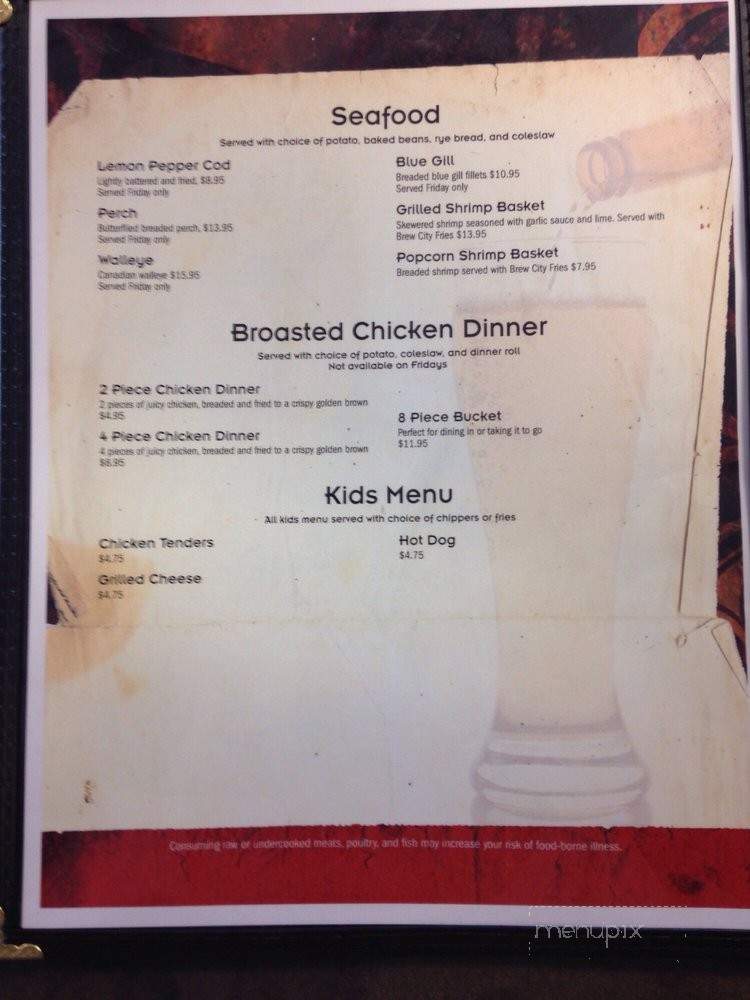 Seafood
Served with choice of potato, baked beans, rye bread, and coleslaw
Lemon Pepper Cod
Lightly battered and fried, $8.95
Served Friday only
Perch
Butterflied breaded perch, $13.95
Served Friday only
Walleye
Canadian walleye $15.95
Served Friday only
Blue Gill
Breaded blue gill fillets $10.95
Served Friday only
Grilled Shrimp Basket
Skewered shrimp seasoned with garlic sauce and lime. Served with
Brew City Fries $13.95
Popcorn Shrimp Basket
Breaded shrimp served with Brew City Fries $7.95
Broasted Chicken Dinner
Served with choice of potato, coleslaw, and dinner roll
Not available on Fridays
2 Piece Chicken Dinner
2 pieces of juicy chicken, breaded and fried to a crispy golden brown
$4.95
4 Piece Chicken Dinner
4 pieces of juicy chicken, breaded and fried to a crispy golden brown
8 Piece Bucket
Perfect for dining in or taking it to go
$11.95
Kids Menu
All kids menu served with choice of chippers or fries
Chicken Tenders
$4.75
Grilled Cheese
$4.75
Hot Dog
$4.75
Consuming raw or undercooked meats, poultry, and fish may increase your risk of food-borne illness.
menupix